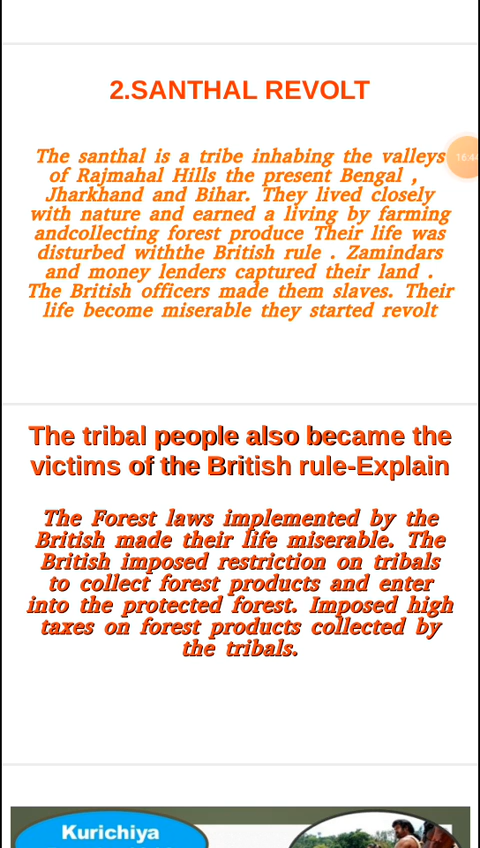 2.SANTHAL REVOLT
16:4
The santhal is a tribe inhabing the valleys
of Rajmahal Hills the present Bengal ,
Jharkhand and Bihar. They lived closely
with nature and earned a living by farming
andcollecting forest produce Their life was
disturbed withthe British rule . Zamindars
and money lenders captured their land .
The British officers made them slaves. Their
life become miserable they started revolt
The tribal people also became the
victims of the British rule-Explain
The Forest laws implemented by the
British made their life miserable. The
British imposed restriction on tribals
to collect forest products and enter
into the protected forest. Imposed high
taxes on forest products collected by
the tribals.
Kurichiya